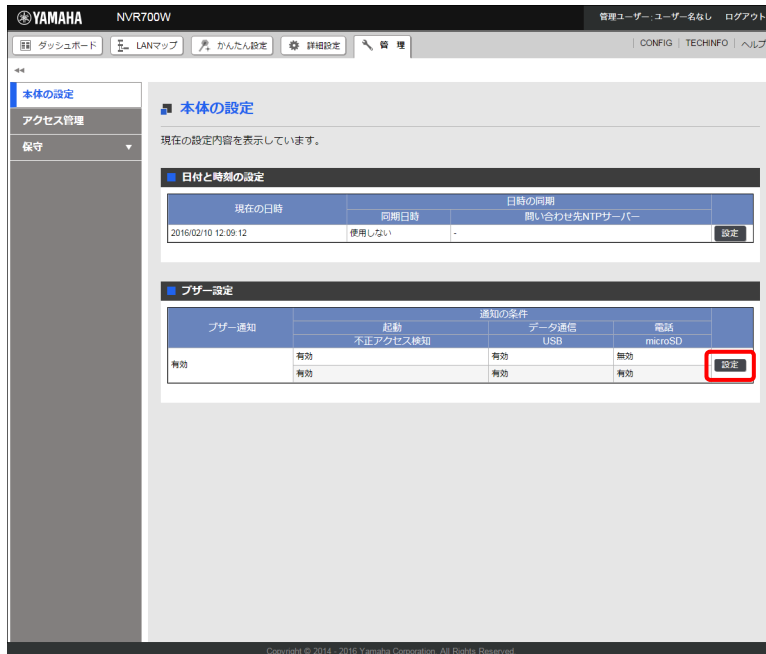 YAMAHA NVR700W 管理ユーザー: ユーザー名なし ログアウト
ダッシュボード LANマップ かんたん設定 詳細設定 管 理 CONFIG | TECHINFO | ヘルプ
◂◂
本体の設定
アクセス管理
保守 ▼
本体の設定
現在の設定内容を表示しています。
日付と時刻の設定
現在の日時 日時の同期
同期日時 問い合わせ先NTPサーバー
2016/02/10 12:09:12 使用しない - 設定
ブザー設定
ブザー通知 通知の条件
起動 データ通信 電話
不正アクセス検知 USB microSD
有効 有効 有効 無効 設定
有効 有効 有効
Copyright © 2014 - 2016 Yamaha Corporation. All Rights Reserved.